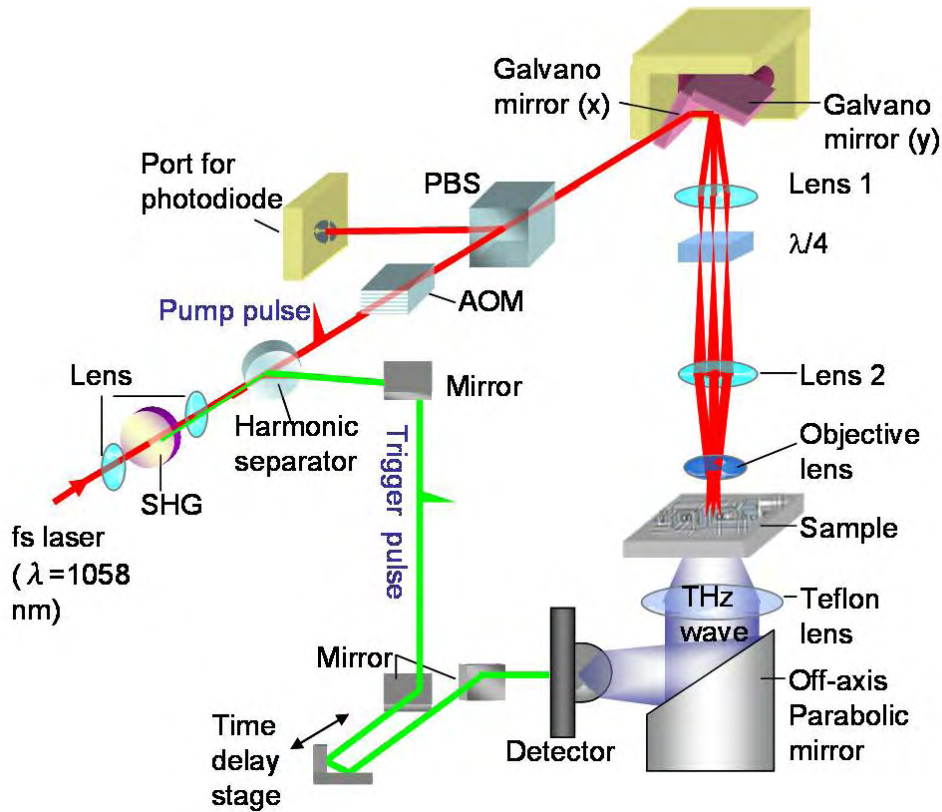 Galvano
mirror (x)
Galvano
mirror (y)
Port for
photodiode
PBS
Lens 1
λ/4
AOM
Pump pulse
Lens
Mirror
Lens 2
Harmonic
separator
Objective
lens
SHG
Trigger pulse
Sample
fs laser
( λ=1058
nm)
THz
wave
Teflon
lens
Mirror
Off-axis
Parabolic
mirror
Time
delay
stage
Detector